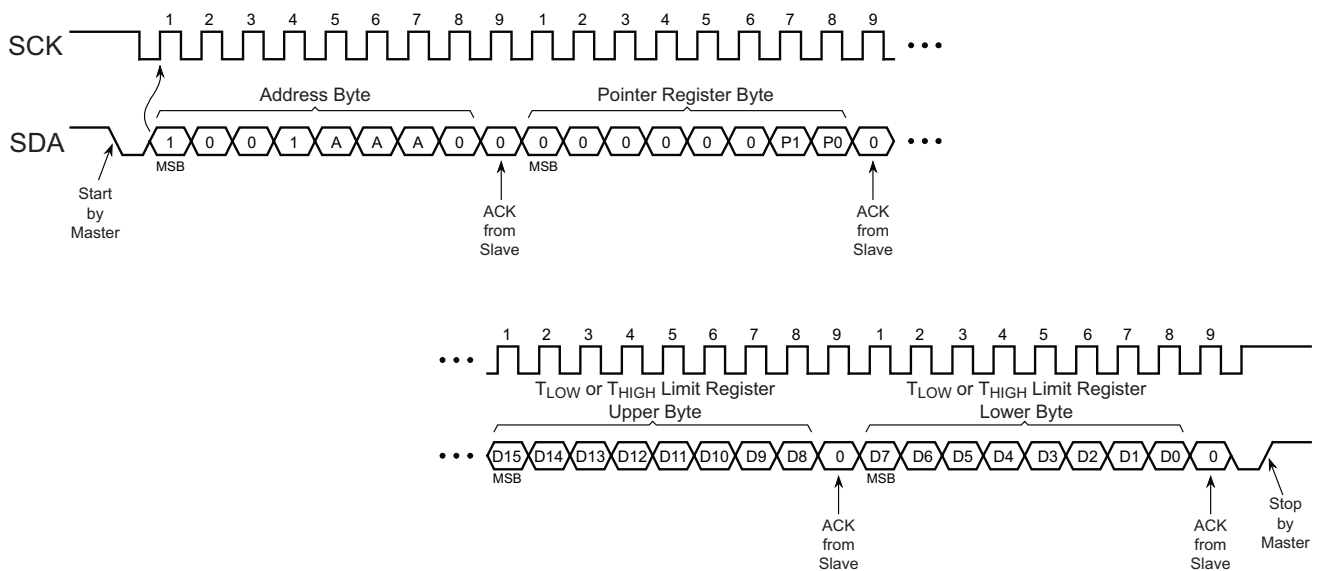 1 2 3 4 5 6 7 8 9 1 2 3 4 5 6 7 8 9
SCK
Address Byte Pointer Register Byte
SDA 1 0 0 1 A A A 0 0 0 0 0 0 0 0 P1 P0 0
MSB MSB
Start
by
Master
ACK
from
Slave
ACK
from
Slave
1 2 3 4 5 6 7 8 9 1 2 3 4 5 6 7 8 9
TLOW or THIGH Limit Register
Upper Byte
TLOW or THIGH Limit Register
Lower Byte
D15 D14 D13 D12 D11 D10 D9 D8 0 D7 D6 D5 D4 D3 D2 D1 D0 0
MSB MSB
ACK
from
Slave
ACK
from
Slave
Stop
by
Master